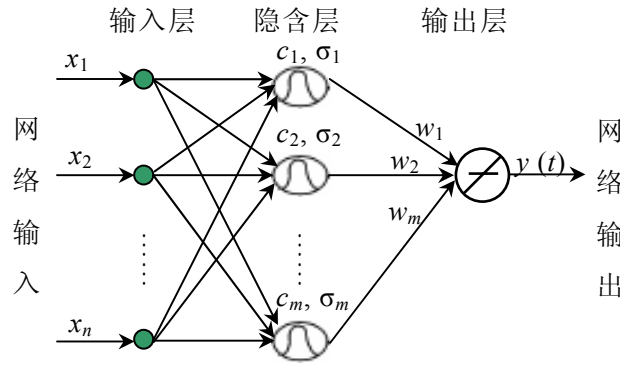 输入层 隐含层 输出层
网络输入
x1
x2
xn
c1, σ1
c2, σ2
cm, σm
w1
w2
wm
y (t)
网络输出